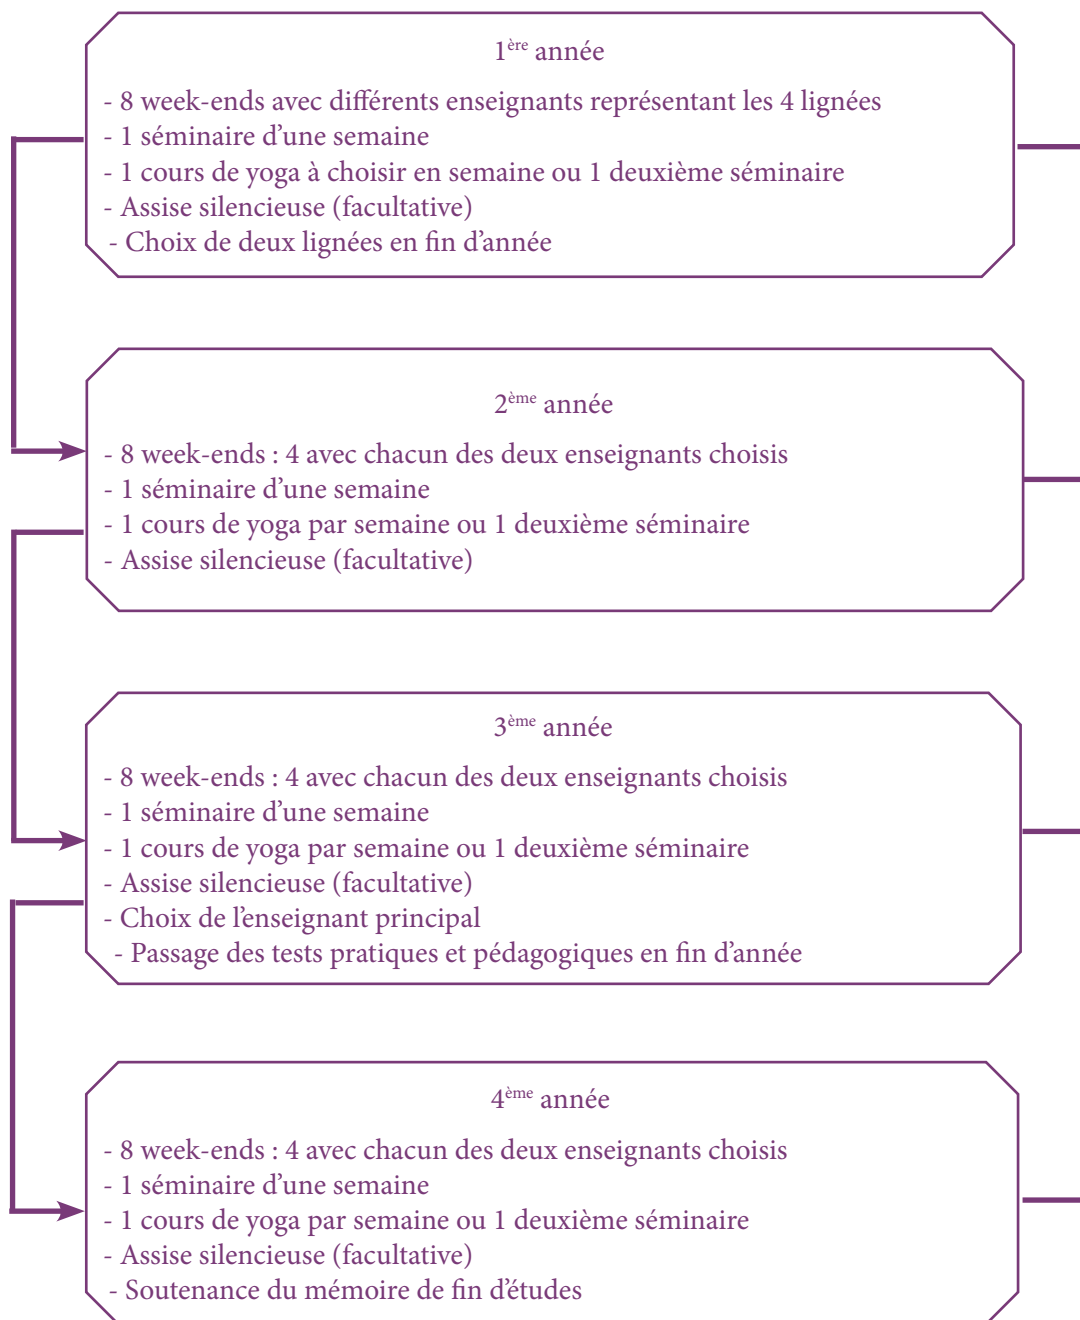 1ère année
- 8 week-ends avec différents enseignants représentant les 4 lignées
- 1 séminaire d'une semaine
- 1 cours de yoga à choisir en semaine ou 1 deuxième séminaire
- Assise silencieuse (facultative)
- Choix de deux lignées en fin d'année
2ème année
- 8 week-ends : 4 avec chacun des deux enseignants choisis
- 1 séminaire d'une semaine
- 1 cours de yoga par semaine ou 1 deuxième séminaire
- Assise silencieuse (facultative)
3ème année
- 8 week-ends : 4 avec chacun des deux enseignants choisis
- 1 séminaire d'une semaine
- 1 cours de yoga par semaine ou 1 deuxième séminaire
- Assise silencieuse (facultative)
- Choix de l'enseignant principal
- Passage des tests pratiques et pédagogiques en fin d'année
4ème année
- 8 week-ends : 4 avec chacun des deux enseignants choisis
- 1 séminaire d'une semaine
- 1 cours de yoga par semaine ou 1 deuxième séminaire
- Assise silencieuse (facultative)
- Soutenance du mémoire de fin d'études